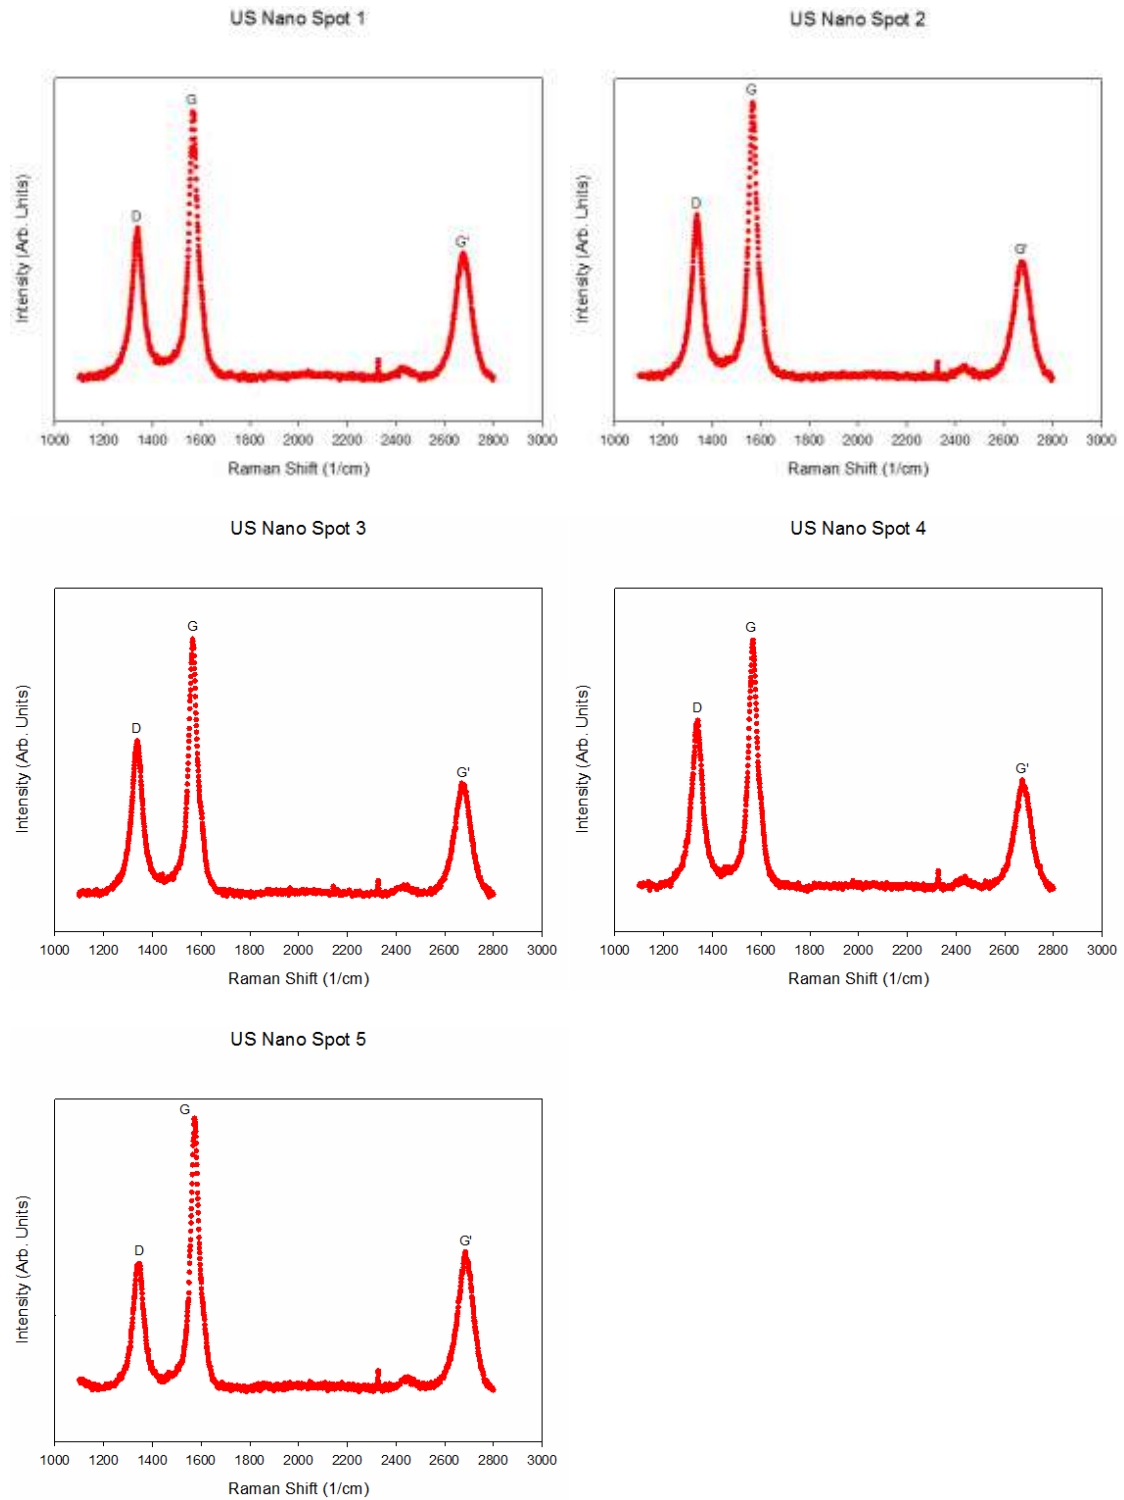 US Nano Spot 1
G
D
G'
Intensity (Arb. Units)
1000 1200 1400 1600 1800 2000 2200 2400 2600 2800 3000
Raman Shift (1/cm)
US Nano Spot 2
G
D
G'
Intensity (Arb. Units)
1000 1200 1400 1600 1800 2000 2200 2400 2600 2800 3000
Raman Shift (1/cm)
US Nano Spot 3
G
D
G'
Intensity (Arb. Units)
1000 1200 1400 1600 1800 2000 2200 2400 2600 2800 3000
Raman Shift (1/cm)
US Nano Spot 4
G
D
G'
Intensity (Arb. Units)
1000 1200 1400 1600 1800 2000 2200 2400 2600 2800 3000
Raman Shift (1/cm)
US Nano Spot 5
G
D
G'
Intensity (Arb. Units)
1000 1200 1400 1600 1800 2000 2200 2400 2600 2800 3000
Raman Shift (1/cm)